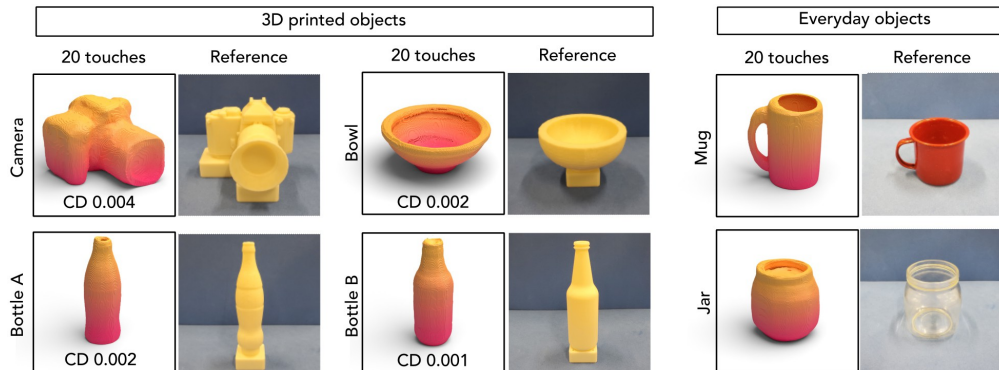 3D printed objects
Everyday objects
20 touches
Reference
20 touches
Reference
20 touches
Reference
Camera
CD 0.004
Bowl
CD 0.002
Mug
Bottle A
CD 0.002
Bottle B
CD 0.001
Jar